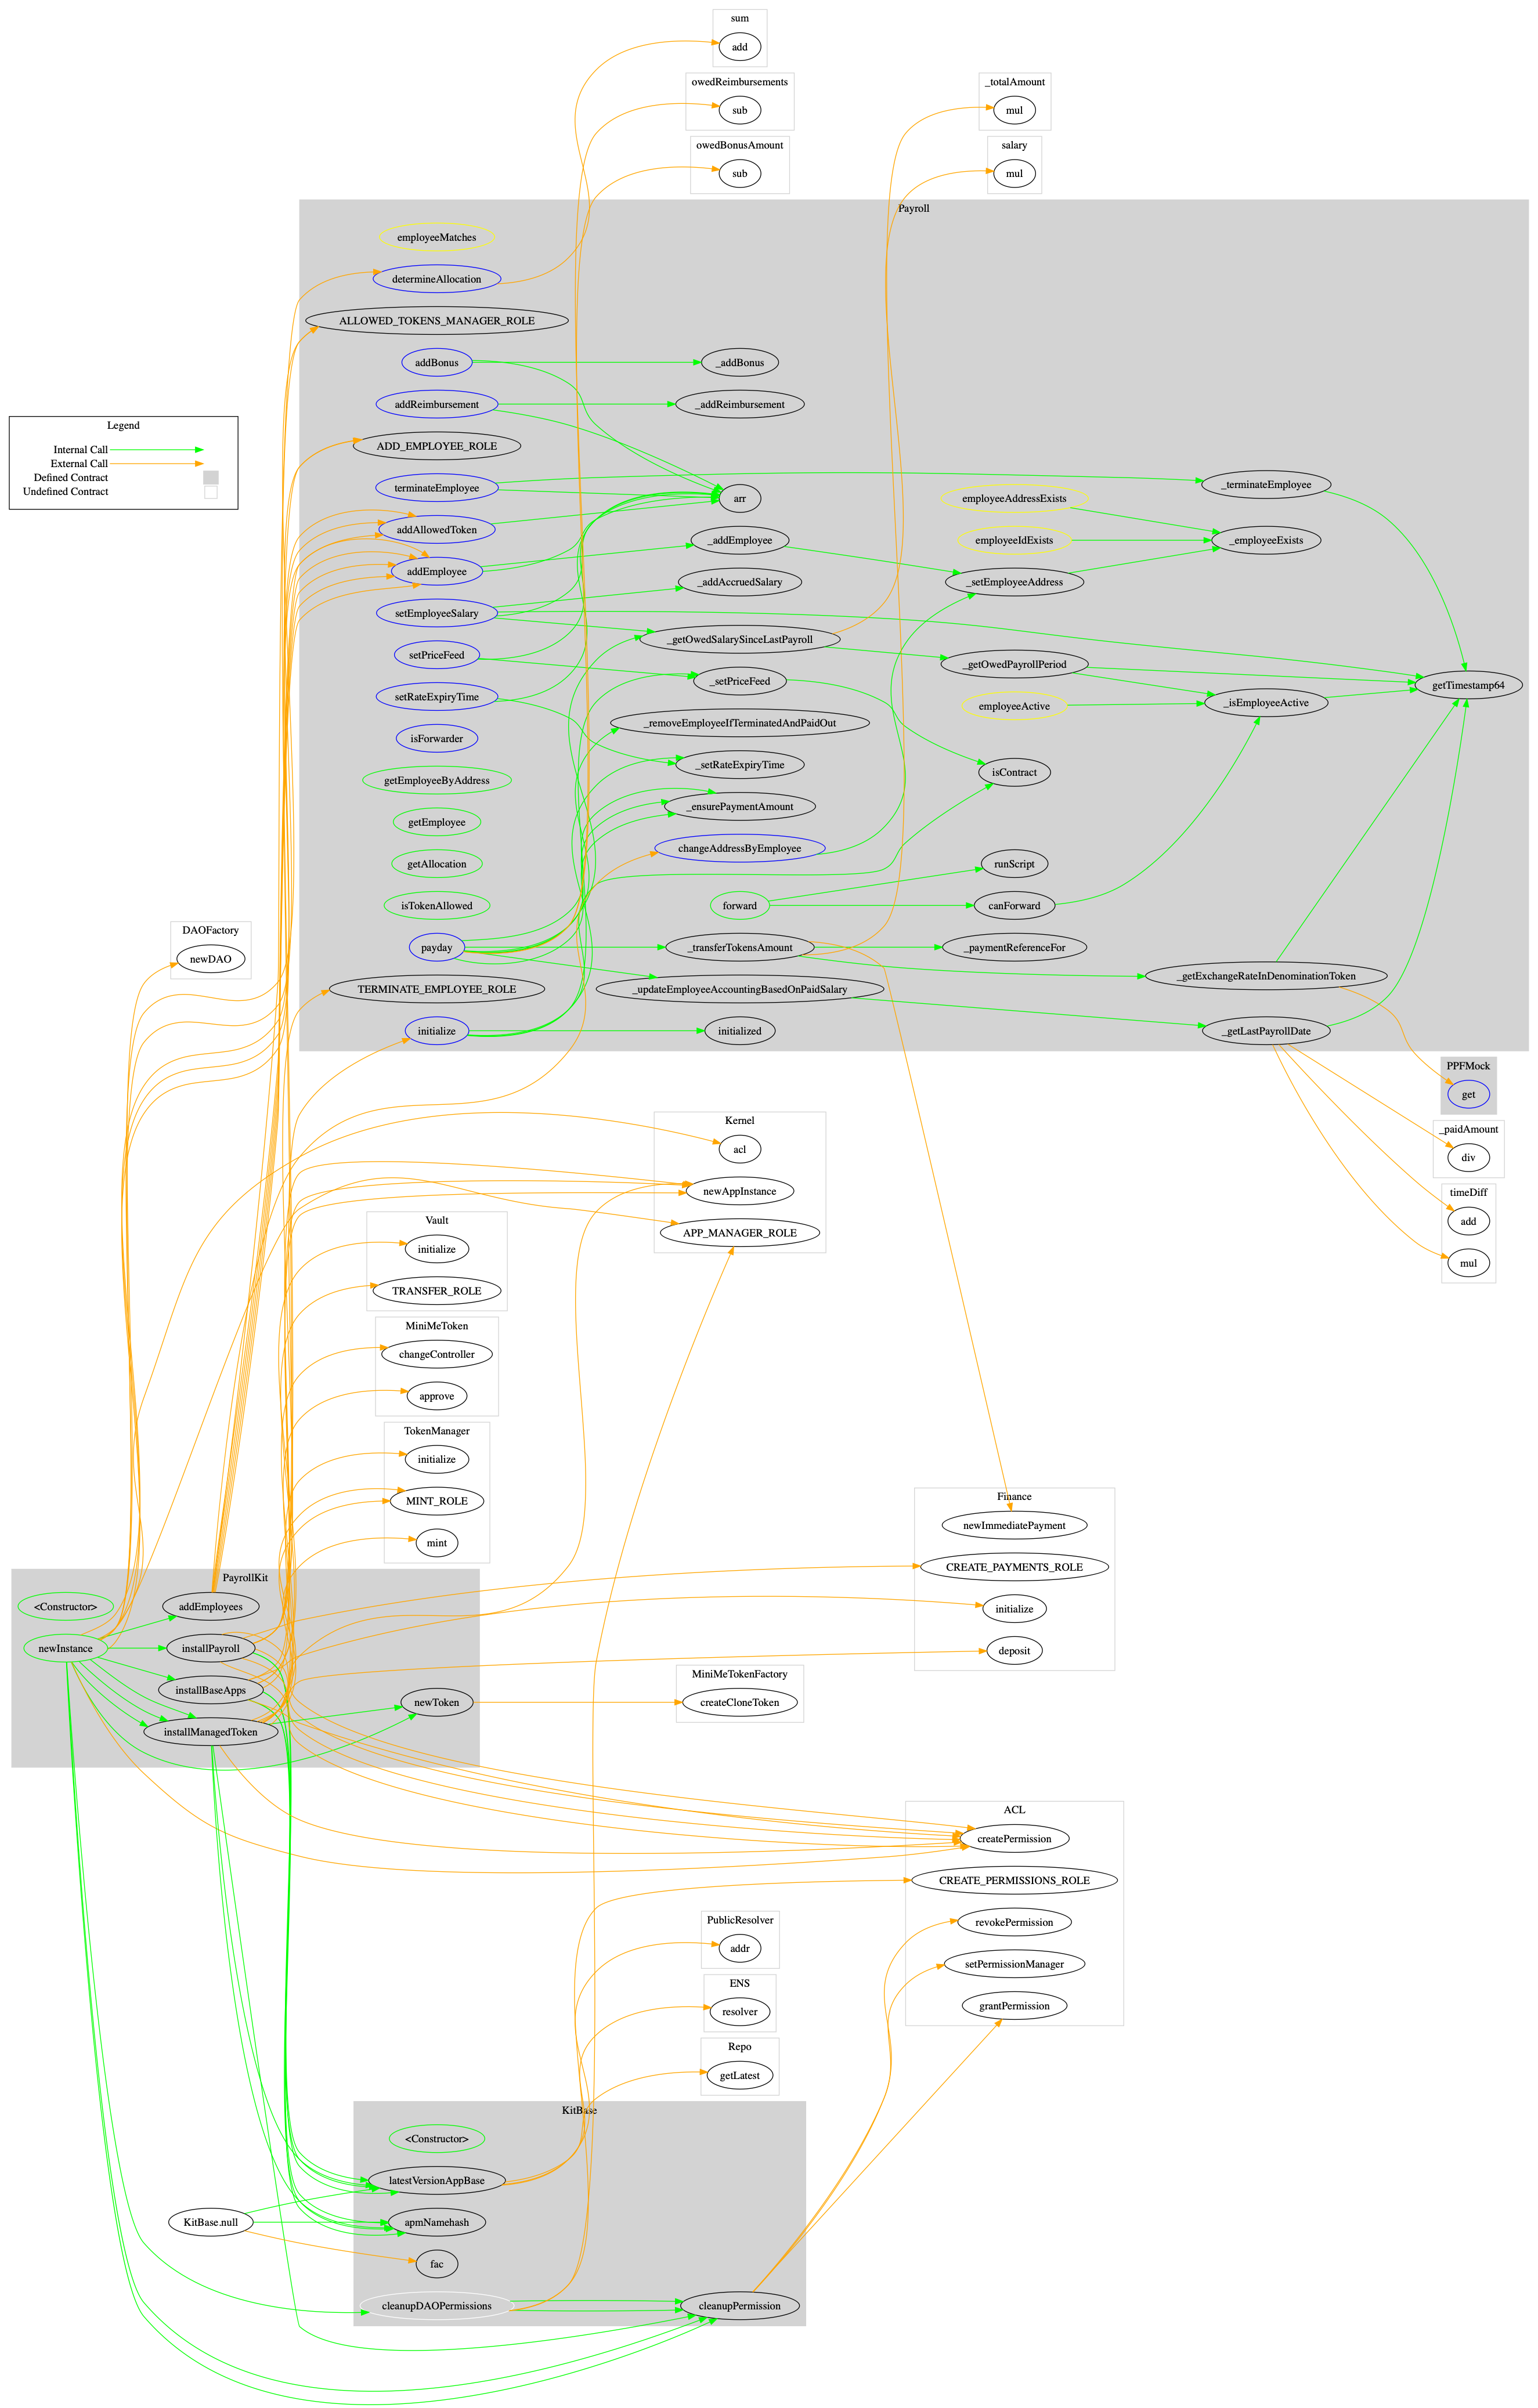 sum
add
owedReimbursements
sub
_totalAmount
mul
owedBonusAmount
sub
salary
mul
Payroll
employeeMatches
determineAllocation
ALLOWED_TOKENS_MANAGER_ROLE
addBonus
_addBonus
addReimbursement
_addReimbursement
ADD_EMPLOYEE_ROLE
terminateEmployee
arr
employeeAddressExists
_terminateEmployee
addAllowedToken
_addEmployee
employeeIdExists
_employeeExists
addEmployee
_addAccruedSalary
_setEmployeeAddress
setEmployeeSalary
_getOwedSalarySinceLastPayroll
setPriceFeed
_setPriceFeed
_getOwedPayrollPeriod
getTimestamp64
setRateExpiryTime
_removeEmployeeIfTerminatedAndPaidOut
employeeActive
_isEmployeeActive
isForwarder
_setRateExpiryTime
isContract
getEmployeeByAddress
_ensurePaymentAmount
getEmployee
changeAddressByEmployee
getAllocation
runScript
isTokenAllowed
forward
canForward
payday
_transferTokensAmount
_paymentReferenceFor
_getExchangeRateInDenominationToken
TERMINATE_EMPLOYEE_ROLE
_updateEmployeeAccountingBasedOnPaidSalary
initialize
initialized
_getLastPayrollDate
Legend
Internal Call
External Call
Defined Contract
Undefined Contract
DAOFactory
newDAO
PPFMock
get
_paidAmount
div
timeDiff
add
mul
Kernel
acl
newAppInstance
APP_MANAGER_ROLE
Vault
initialize
TRANSFER_ROLE
MiniMeToken
changeController
approve
TokenManager
initialize
MINT_ROLE
mint
Finance
newImmediatePayment
CREATE_PAYMENTS_ROLE
initialize
deposit
PayrollKit
<Constructor>
addEmployees
newInstance
installPayroll
installBaseApps
installManagedToken
newToken
MiniMeTokenFactory
createCloneToken
ACL
createPermission
CREATE_PERMISSIONS_ROLE
revokePermission
setPermissionManager
grantPermission
PublicResolver
addr
ENS
resolver
Repo
getLatest
KitBase
<Constructor>
latestVersionAppBase
KitBase.null
apmNamehash
fac
cleanupDAOPermissions
cleanupPermission